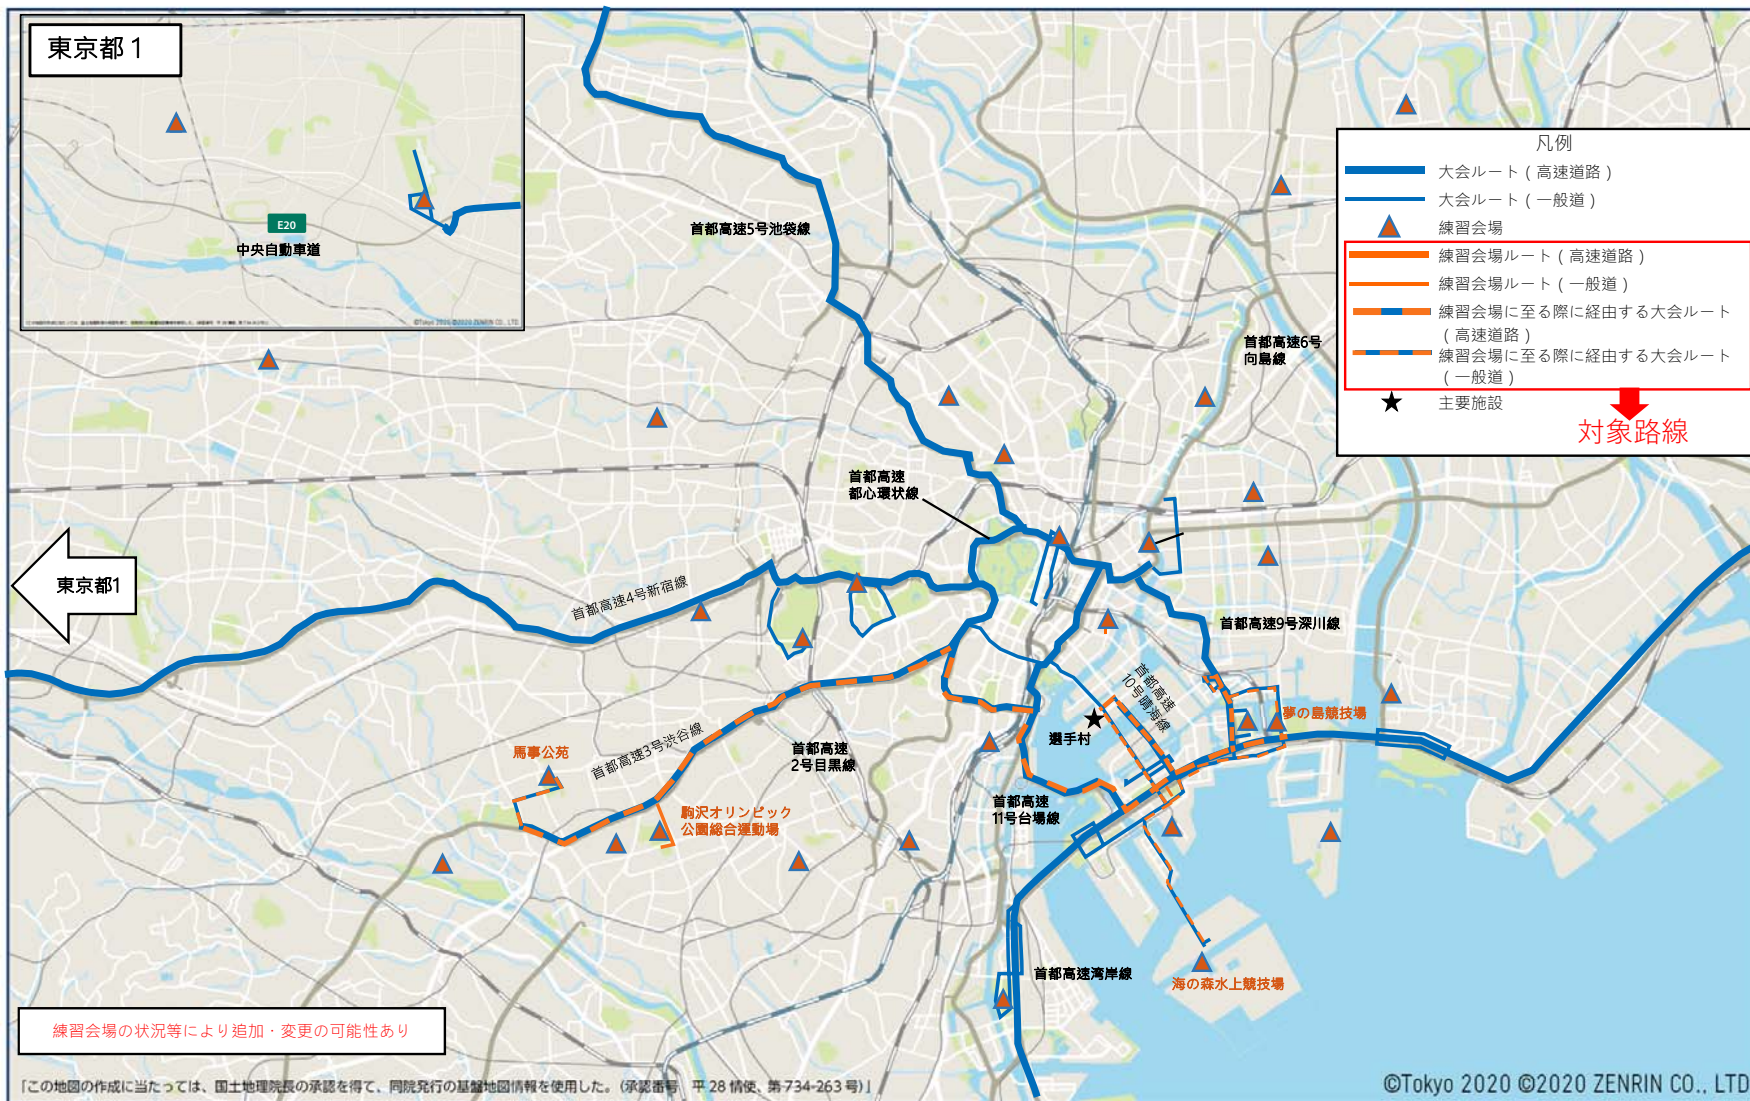 東京都1
E20
中央自動車道
©Tokyo 2020 ©2020 ZENRIN CO., LTD
凡例
大会ルート(高速道路)
大会ルート(一般道)
練習会場
練習会場ルート(高速道路)
練習会場ルート(一般道)
練習会場に至る際に経由する大会ルート
(高速道路)
練習会場に至る際に経由する大会ルート
(一般道)
主要施設
対象路線
首都高速5号池袋線
首都高速6号
向島線
首都高速
都心環状線
東京都1
首都高速4号新宿線
首都高速9号深川線
首都高速
10号晴海線
選手村
夢の島競技場
首都高速3号渋谷線
首都高速
2号目黒線
馬事公苑
駒沢オリンピック
公園総合運動場
首都高速
11号台場線
首都高速湾岸線
海の森水上競技場
練習会場の状況等により追加・変更の可能性あり
「この地図の作成に当たっては、国土地理院長の承認を得て、同院発行の基盤地図情報を使用した。(承認番号 平 28 情使、第 734-263 号)」
©Tokyo 2020 ©2020 ZENRIN CO., LTD